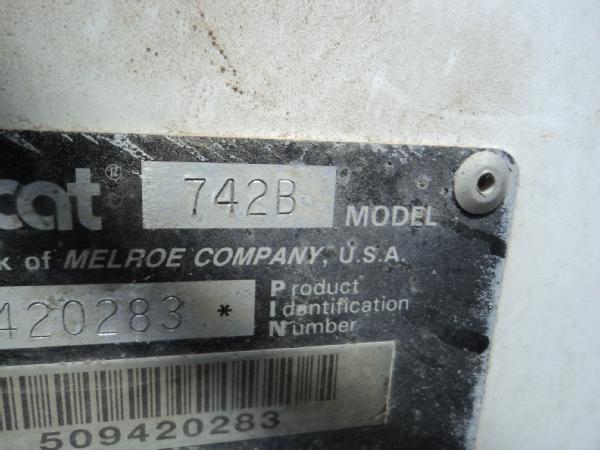 cat® 742B MODEL
k of MELROE COMPANY, U.S.A.
420283 * Product
Identification
Number
509420283